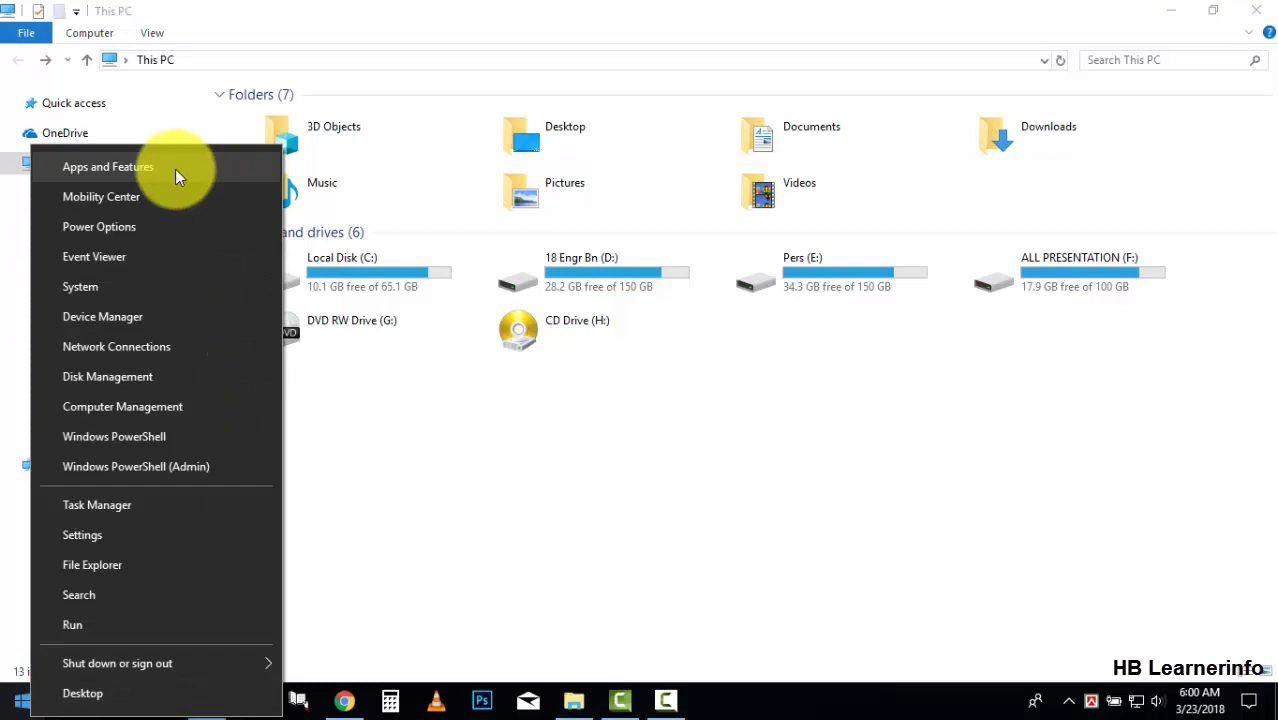 This PC
File
Computer
View
This PC
Search This PC
Quick access
OneDrive
Folders (7)
3D Objects
Desktop
Documents
Downloads
Music
Pictures
Videos
and drives (6)
Local Disk (C:)
10.1 GB free of 65.1 GB
18 Engr Bn (D:)
28.2 GB free of 150 GB
Pers (E:)
34.3 GB free of 150 GB
ALL PRESENTATION (F:)
17.9 GB free of 100 GB
DVD RW Drive (G:)
CD Drive (H:)
Apps and Features
Mobility Center
Power Options
Event Viewer
System
Device Manager
Network Connections
Disk Management
Computer Management
Windows PowerShell
Windows PowerShell (Admin)
Task Manager
Settings
File Explorer
Search
Run
Shut down or sign out
Desktop
13
HB Learnerinfo
Ps
6:00 AM
3/23/2018